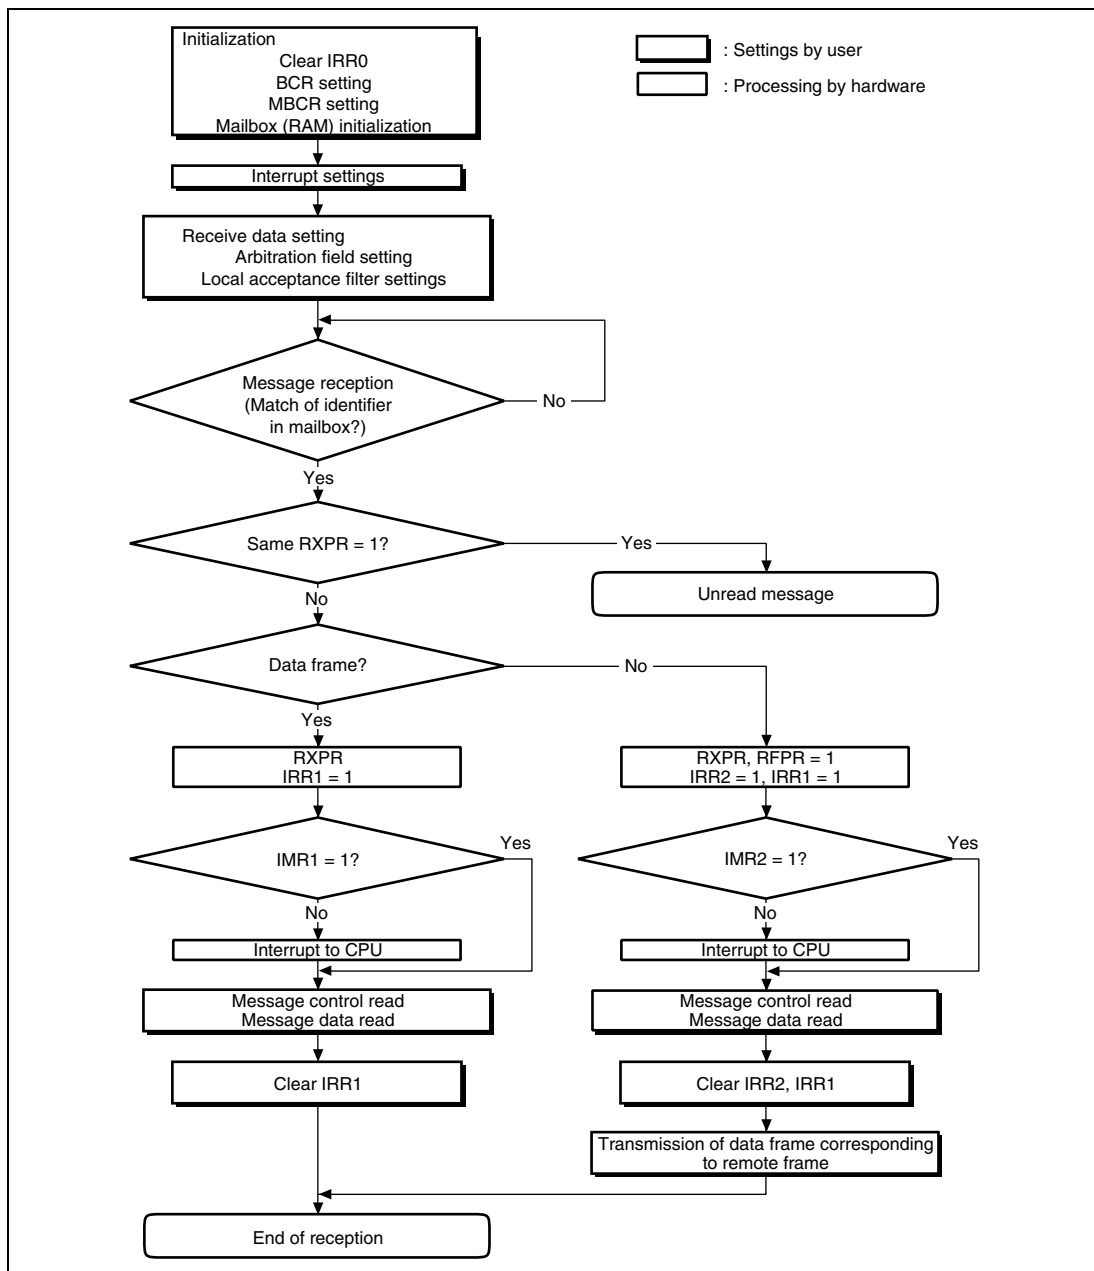 Initialization
Clear IRR0
BCR setting
MBCR setting
Mailbox (RAM) initialization
: Settings by user
: Processing by hardware
Interrupt settings
Receive data setting
Arbitration field setting
Local acceptance filter settings
Message reception
(Match of identifier
in mailbox?)
No
Yes
Same RXPR = 1?
Yes
Unread message
No
Data frame?
No
Yes
RXPR
IRR1 = 1
RXPR, RFPR = 1
IRR2 = 1, IRR1 = 1
IMR1 = 1?
Yes
IMR2 = 1?
Yes
No
No
Interrupt to CPU
Interrupt to CPU
Message control read
Message data read
Message control read
Message data read
Clear IRR1
Clear IRR2, IRR1
Transmission of data frame corresponding
to remote frame
End of reception